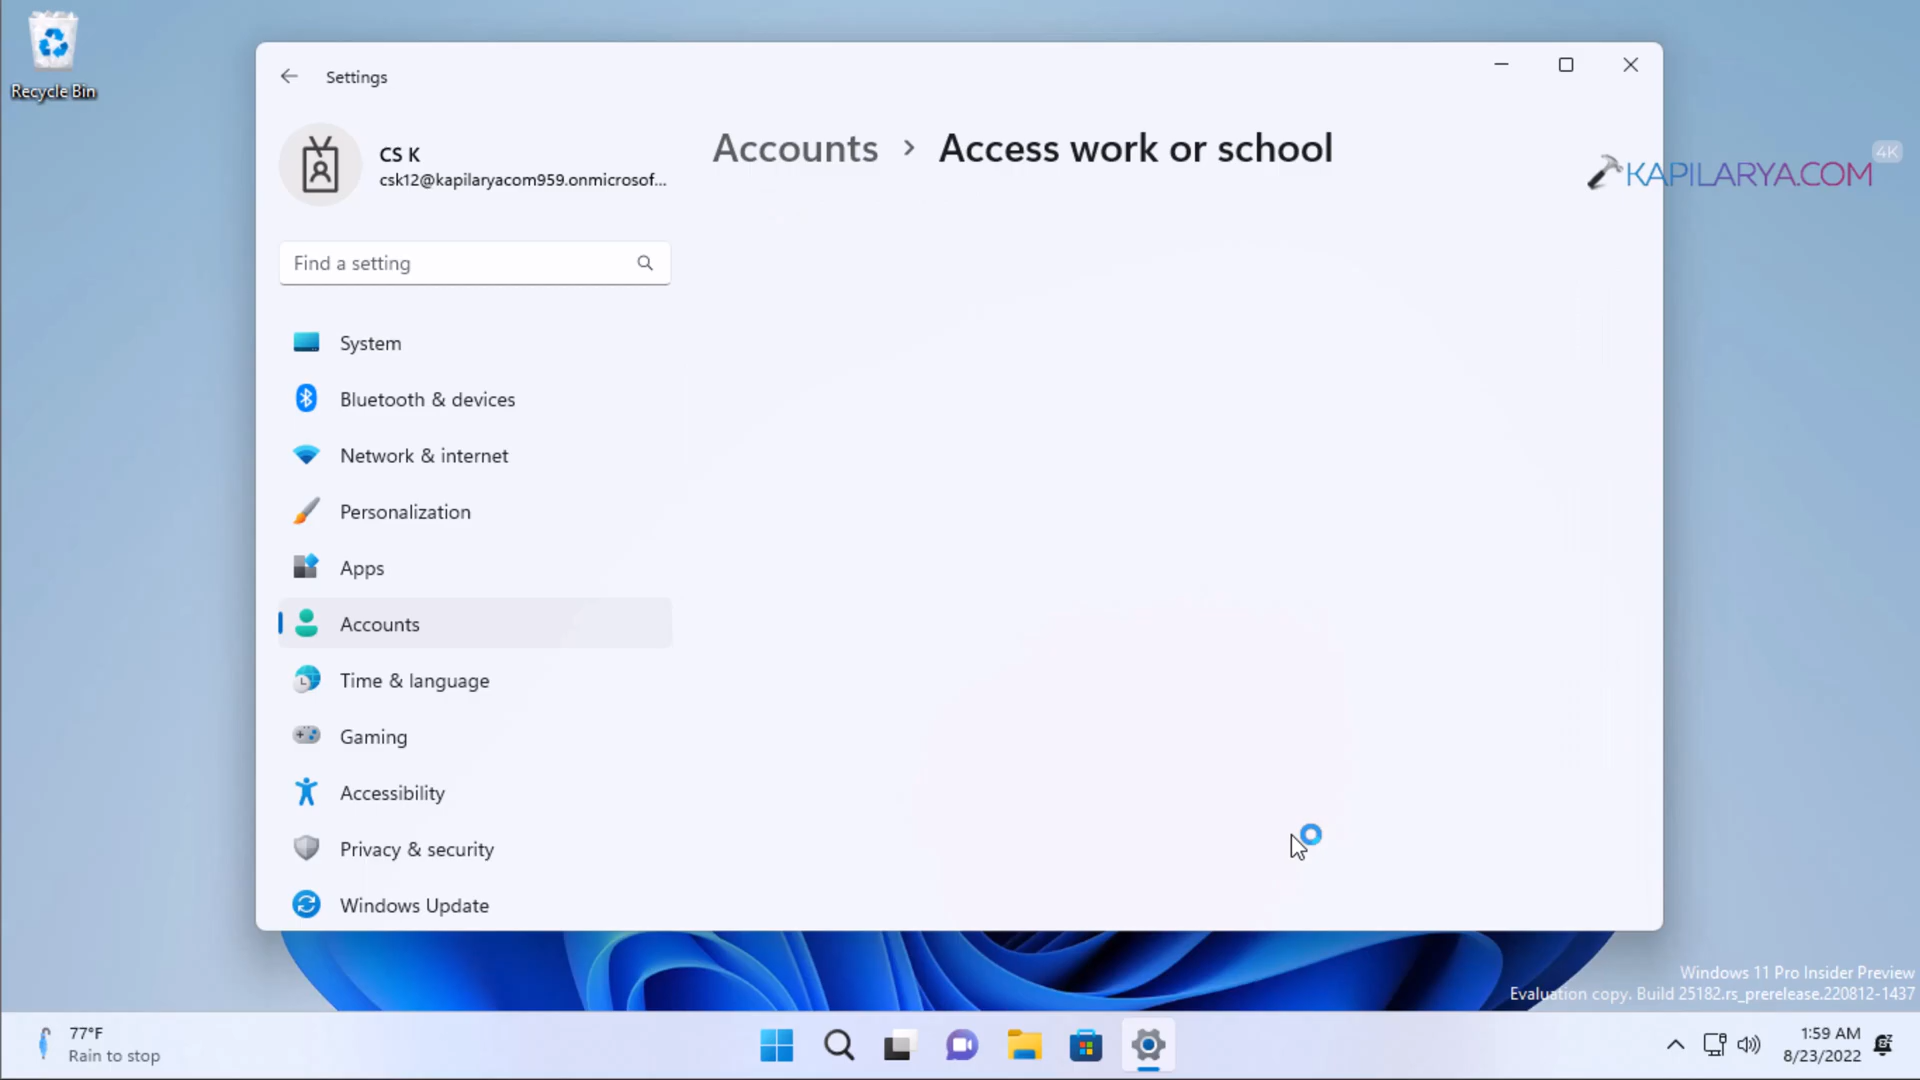 Recycle Bin
Settings
CS K
csk12@kapilaryacom959.onmicrosof...
Accounts > Access work or school
4K
KAPILARYA.COM
Find a setting
System
Bluetooth & devices
Network & internet
Personalization
Apps
Accounts
Time & language
Gaming
Accessibility
Privacy & security
Windows Update
Windows 11 Pro Insider Preview
Evaluation copy. Build 25182.rs_prerelease.220812-1437
77°F
Rain to stop
1:59 AM
8/23/2022